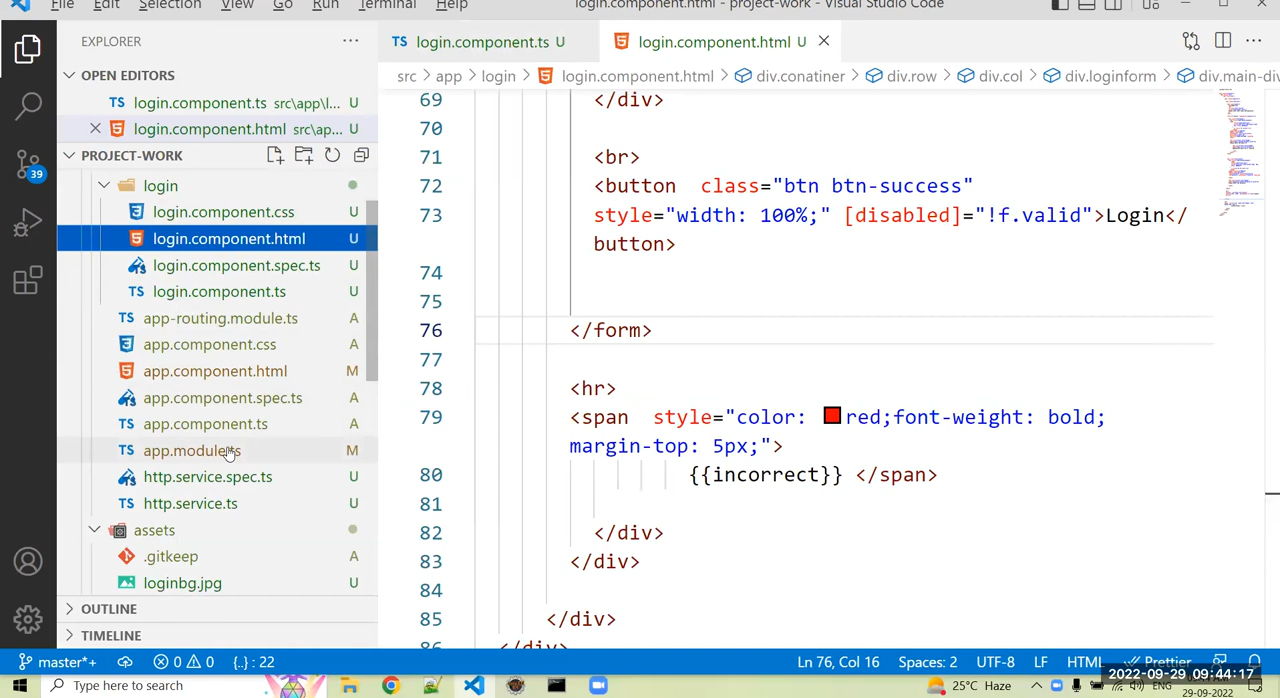 File Edit Selection View Go Run Terminal Help login.component.html - project-work - Visual Studio Code
EXPLORER
TS login.component.ts U
login.component.html U
OPEN EDITORS
src > app > login > login.component.html > div.conatiner > div.row > div.col > div.loginform > div.main-div
TS login.component.ts src\app\l... U
login.component.html src\ap... U
PROJECT-WORK
login
login.component.css U
login.component.html U
login.component.spec.ts U
TS login.component.ts U
TS app-routing.module.ts A
app.component.css A
app.component.html M
app.component.spec.ts A
TS app.component.ts A
TS app.module.ts M
http.service.spec.ts U
TS http.service.ts U
assets
.gitkeep A
loginbg.jpg U
OUTLINE
TIMELINE
39
69 </div>
70
71 <br>
72 <button class="btn btn-success"
73 style="width: 100%;" [disabled]="!f.valid">Login</
button>
74
75
76 </form>
77
78 <hr>
79 <span style="color: red;font-weight: bold;
margin-top: 5px;">
80 {{incorrect}} </span>
81
82 </div>
83 </div>
84
85 </div>
86 </div>
master*+ 0 0 {..} : 22 Ln 76, Col 16 Spaces: 2 UTF-8 LF HTML Prettier
2022-09-29 09:44:17
Type here to search 25°C Haze ENG
29-09-2022